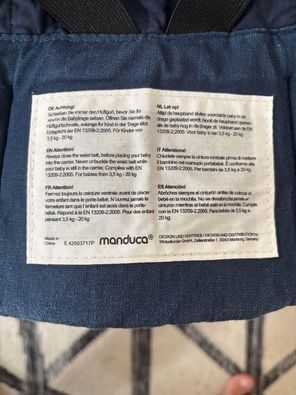 DE Achtung!
Schließen Sie immer den Hüftgurt, bevor Sie Ihr
Kind in die Babytrage setzen. Öffnen Sie niemals die
Hüftgurtschnalle, solange Ihr Kind in der Trage sitzt.
Entspricht der EN 13209-2:2005. Für Kinder von
3,5 kg - 20 kg
EN Attention!
Always close the waist belt, before placing your baby
into the carrier. Never unbuckle the waist belt while
your baby is in the carrier. Complies with EN
13209-2:2005. For babies from 3,5 kg - 20 kg
FR Attention!
Fermez toujours la ceinture ventrale avant de placer
votre enfant dans le porte-bébé. N'ouvrez jamais la
fermeture tant que l'enfant est assis dans le porte-
bébé. Répond à la EN 13209-2:2005. Pour des enfant
3,5 kg - 20 kg
NL Let op!
Altijd de heupband sluiten voordat de baby in de
drager geplaatst wordt. Nooit de heupband openen
als de baby nog in de drager zit. Voldoet aan de EN
13209-2:2005. Voor baby's van 3,5 kg - 20 kg
IT Attenzione!
Chiudete sempre la cintura lombare prima di mettere
il bambino nel marsupio portabebé.
È conforme alla
EN 13209-2:2005. Per bambini da 3,5 kg - 20 kg
ES Atención!
Abrochen siempre el cinturón antes de colocar el
bebé en la mochila. No se desabroche jamás el
cinturón mientras el bebé está en la mochila. Cumple
con EN 13209-2:2005. Para bebés de 3,5 kg - 20 kg
Made in
China
E 42503717P
manduca®
DESIGN UND VERTRIEB / DESIGN AND DISTRIBUTION by
Wickelkinder GmbH, 35043 Marburg, Germany